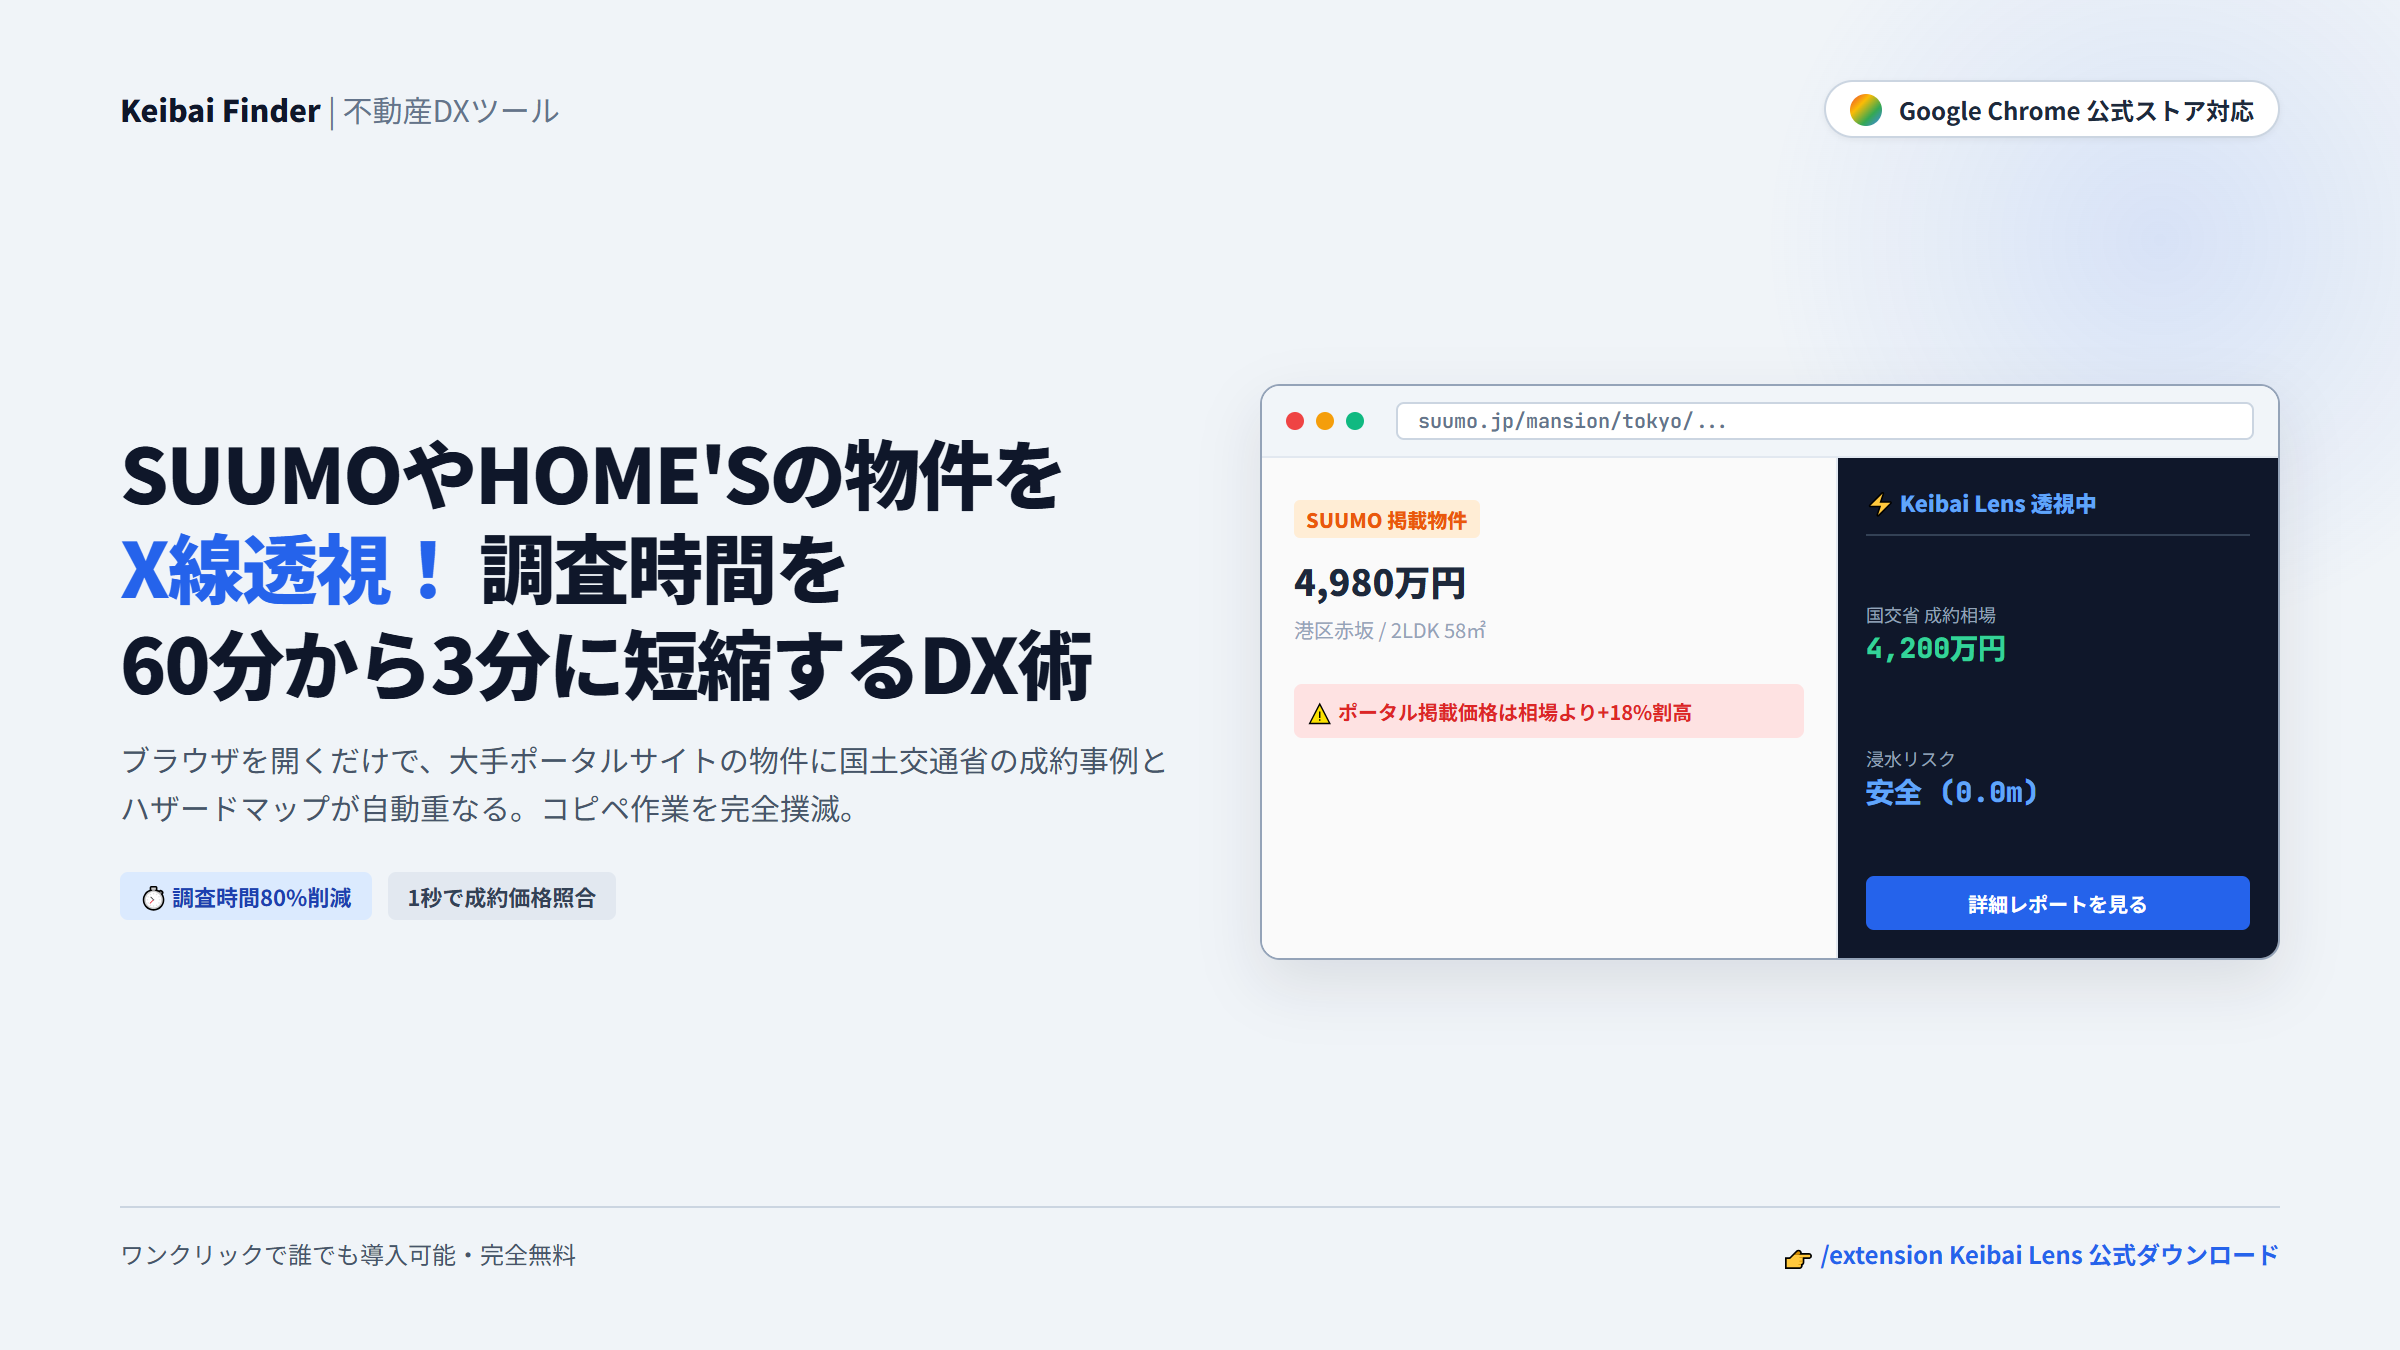 Keibai Finder | 不動産DXツール
Google Chrome 公式ストア対応
SUUMOやHOME'Sの物件を
X線透視！ 調査時間を
60分から3分に短縮するDX術
ブラウザを開くだけで、大手ポータルサイトの物件に国土交通省の成約事例と
ハザードマップが自動重なる。コピペ作業を完全撲滅。
⏱ 調査時間80%削減
1秒で成約価格照合
suumo.jp/mansion/tokyo/...
SUUMO 掲載物件
4,980万円
港区赤坂 / 2LDK 58㎡
⚠ ポータル掲載価格は相場より+18%割高
⚡ Keibai Lens 透視中
国交省 成約相場
4,200万円
浸水リスク
安全 (0.0m)
詳細レポートを見る
ワンクリックで誰でも導入可能・完全無料
👉 /extension Keibai Lens 公式ダウンロード